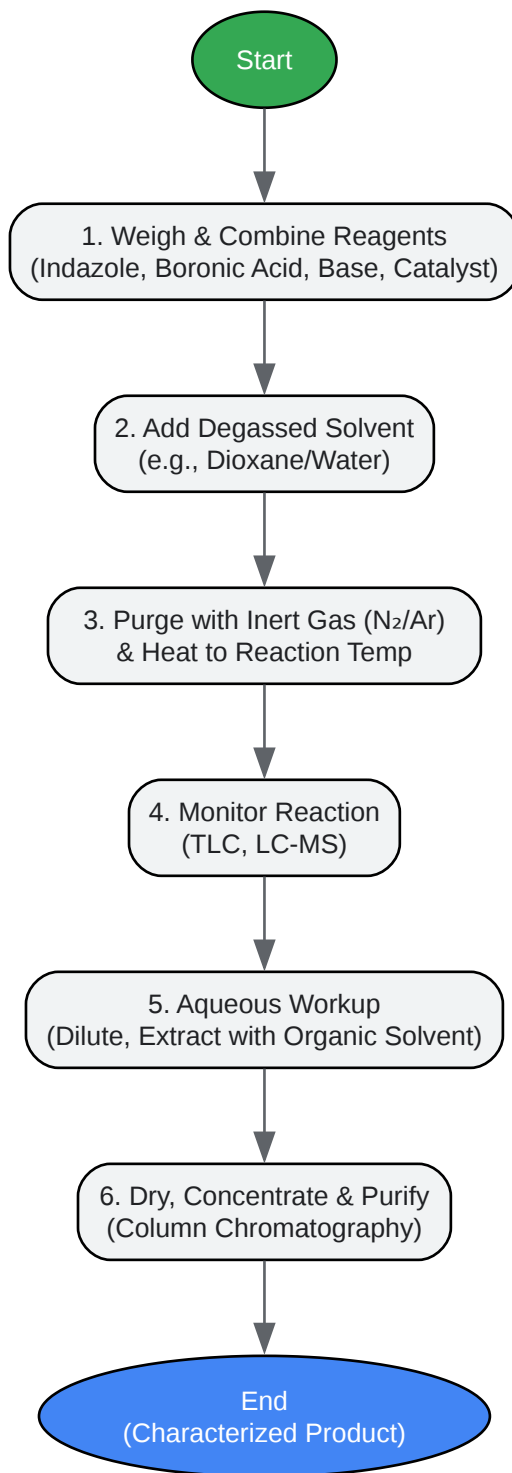 Start
1. Weigh & Combine Reagents
(Indazole, Boronic Acid, Base, Catalyst)
2. Add Degassed Solvent
(e.g., Dioxane/Water)
3. Purge with Inert Gas (N₂/Ar)
& Heat to Reaction Temp
4. Monitor Reaction
(TLC, LC-MS)
5. Aqueous Workup
(Dilute, Extract with Organic Solvent)
6. Dry, Concentrate & Purify
(Column Chromatography)
End
(Characterized Product)